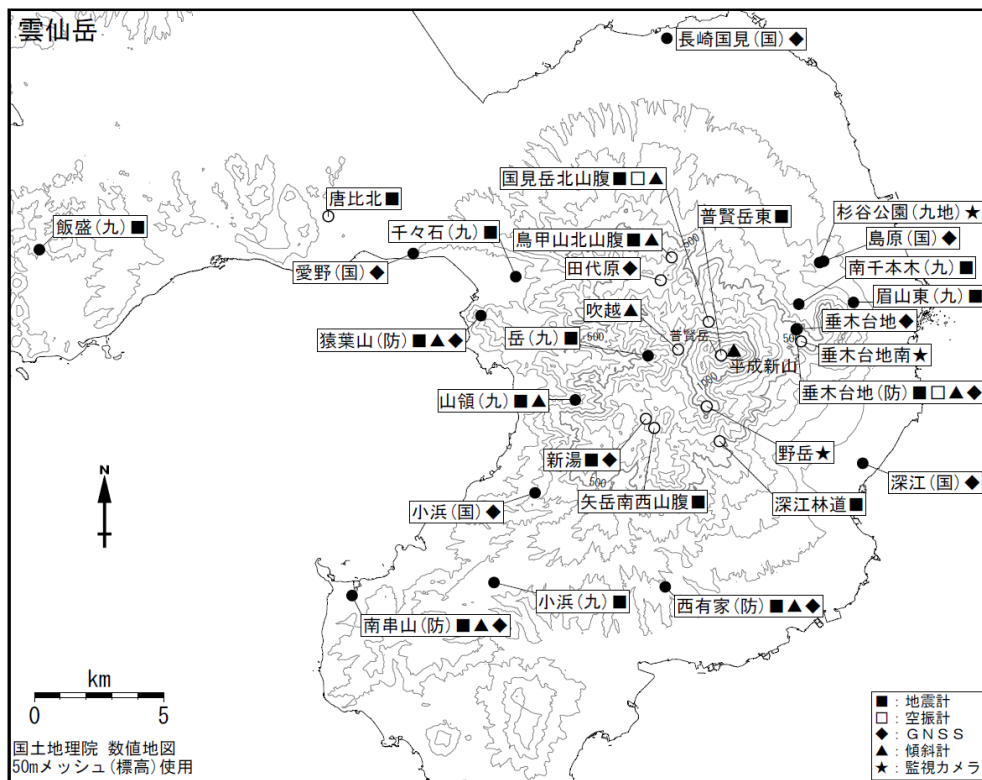 雲仙岳
長崎国見(国)◆
国見岳北山腹■□▲
唐比北■
普賢岳東■
杉谷公園(九地)★
飯盛(九)■
千々石(九)■
鳥甲山北山腹■▲
島原(国)◆
愛野(国)◆
田代原◆
500
南千本木(九)■
眉山東(九)■
吹越▲
垂木台地◆
猿葉山(防)■▲◆
岳(九)■
500
普賢岳
500
垂木台地南★
平成新山
山領(九)■▲
1000
垂木台地(防)■□▲◆
新湯■◆
野岳★
500
矢岳南西山腹■
深江林道■
深江(国)◆
小浜(国)◆
N
小浜(九)■
西有家(防)■▲◆
南串山(防)■▲◆
km
0 5
国土地理院 数値地図
50mメッシュ(標高)使用
■:地震計
□:空振計
◆:GNSS
▲:傾斜計
★:監視カメラ